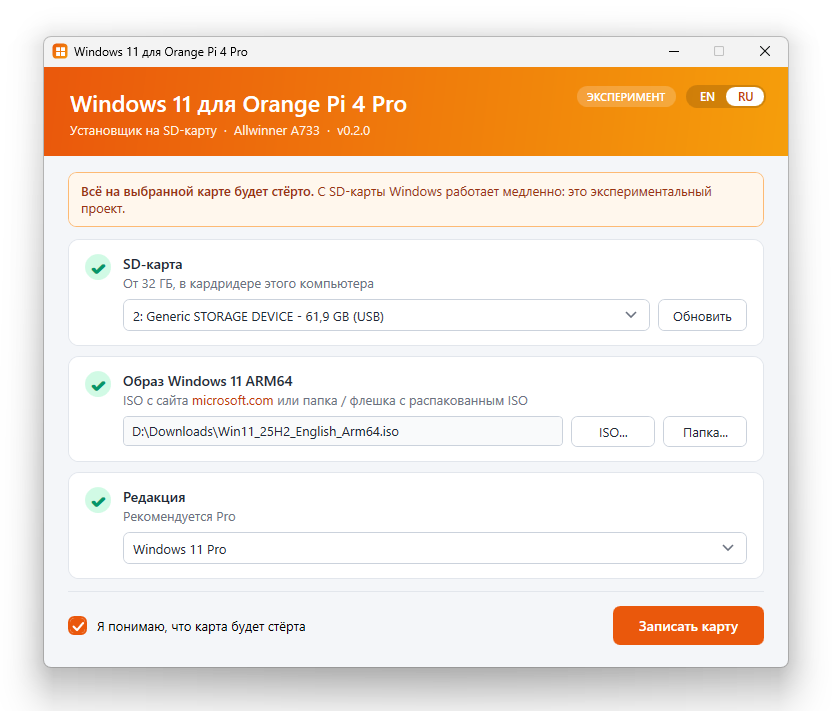 Windows 11 для Orange Pi 4 Pro
Windows 11 для Orange Pi 4 Pro
ЭКСПЕРИМЕНТ
EN
RU
Установщик на SD-карту · Allwinner A733 · v0.2.0
Всё на выбранной карте будет стёрто. С SD-карты Windows работает медленно: это экспериментальный
проект.
SD-карта
От 32 ГБ, в кардридере этого компьютера
2: Generic STORAGE DEVICE - 61,9 GB (USB)
Обновить
Образ Windows 11 ARM64
ISO с сайта microsoft.com или папка / флешка с распакованным ISO
D:\Downloads\Win11_25H2_English_Arm64.iso
ISO...
Папка...
Редакция
Рекомендуется Pro
Windows 11 Pro
Я понимаю, что карта будет стёрта
Записать карту